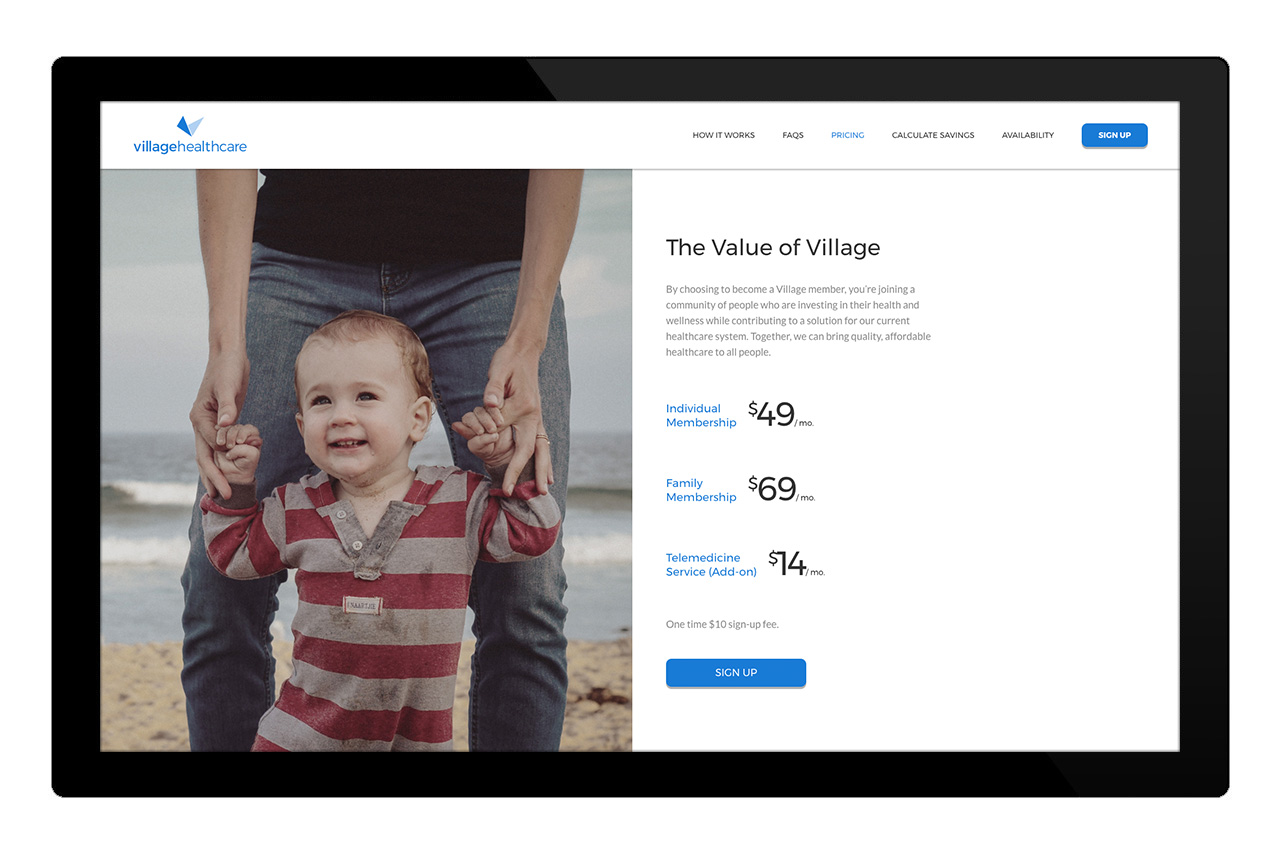 villagehealthcare
HOW IT WORKS FAQS PRICING CALCULATE SAVINGS AVAILABILITY SIGN UP
The Value of Village
By choosing to become a Village member, you're joining a
community of people who are investing in their health and
wellness while contributing to a solution for our current
healthcare system. Together, we can bring quality, affordable
healthcare to all people.
Individual
Membership
$49/ mo.
Family
Membership
$69/ mo.
Telemedicine
Service (Add-on)
$14/ mo.
One time $10 sign-up fee.
SIGN UP